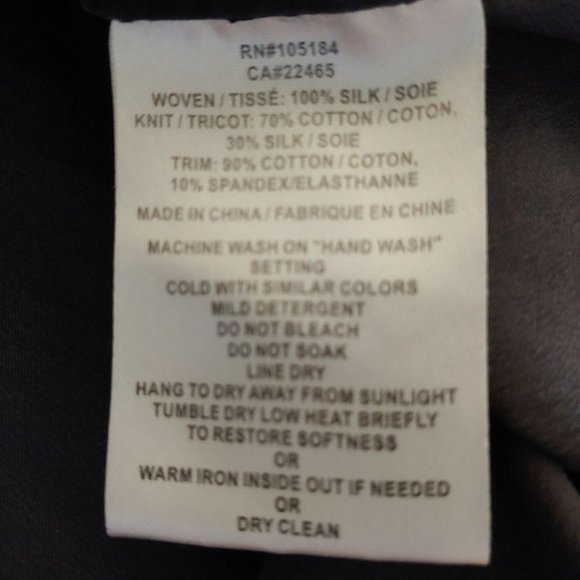 RN#105184
CA#22465
WOVEN / TISSÉ: 100% SILK / SOIE
KNIT / TRICOT: 70% COTTON / COTON,
30% SILK / SOIE
TRIM: 90% COTTON / COTON,
10% SPANDEX/ELASTHANNE
MADE IN CHINA / FABRIQUE EN CHINE
MACHINE WASH ON "HAND WASH"
SETTING
COLD WITH SIMILAR COLORS
MILD DETERGENT
DO NOT BLEACH
DO NOT SOAK
LINE DRY
HANG TO DRY AWAY FROM SUNLIGHT
TUMBLE DRY LOW HEAT BRIEFLY
TO RESTORE SOFTNESS
OR
WARM IRON INSIDE OUT IF NEEDED
OR
DRY CLEAN